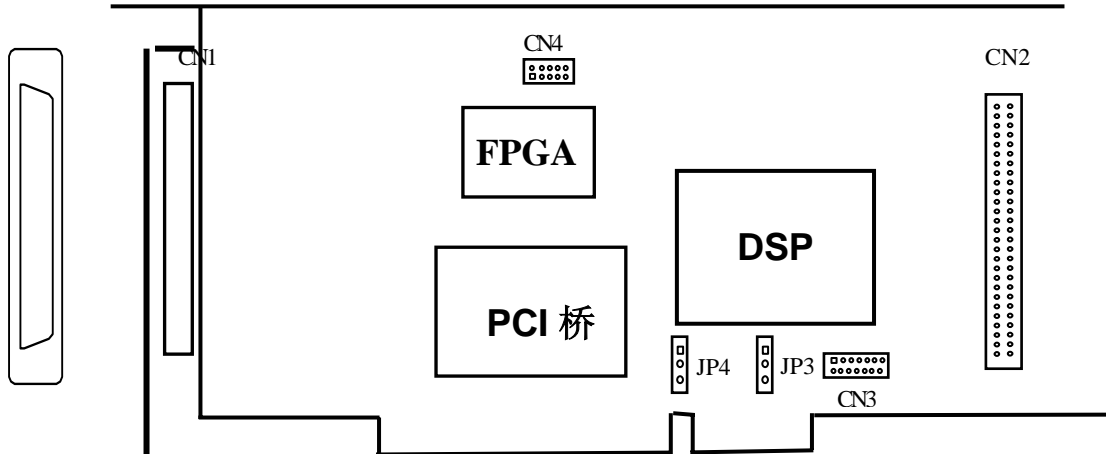 CN4
CN1
CN2
FPGA
DSP
PCI 桥
JP4
JP3
CN3